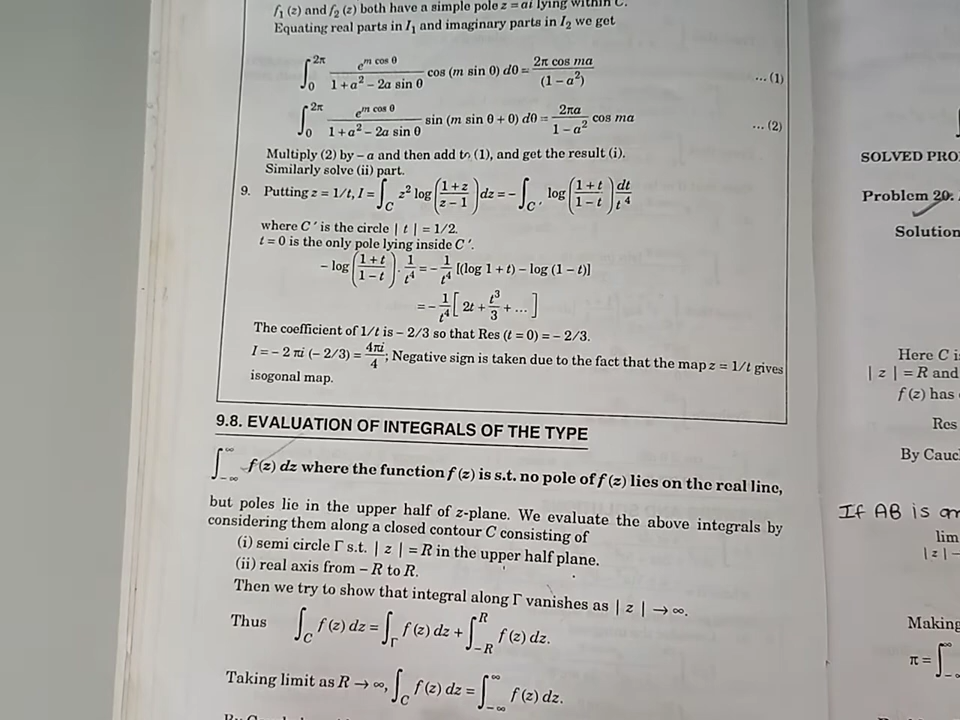 f₁ (z) and f₂ (z) both have a simple pole z = ai lying within C.
Equating real parts in I₁ and imaginary parts in I₂ we get
∫₀^{2π} e^{m cos θ} / (1 + a² – 2a sin θ) cos (m sin θ) dθ = 2π cos ma / (1 – a²) ... (1)
∫₀^{2π} e^{m cos θ} / (1 + a² – 2a sin θ) sin (m sin θ + θ) dθ = 2πa / (1 – a²) cos ma ... (2)
Multiply (2) by – a and then add to (1), and get the result (i).
Similarly solve (ii) part.
9. Putting z = 1/t, I = ∫_C z² log ((1 + z)/(z – 1)) dz = – ∫_{C'} log ((1 + t)/(1 – t)) dt/t⁴
where C' is the circle | t | = 1/2.
t = 0 is the only pole lying inside C'.
– log ((1 + t)/(1 – t)) . 1/t⁴ = – 1/t⁴ [(log 1 + t) – log (1 – t)]
= – 1/t⁴ [2t + t³/3 + ...]
The coefficient of 1/t is – 2/3 so that Res (t = 0) = – 2/3.
I = – 2 πi (– 2/3) = 4πi/4; Negative sign is taken due to the fact that the map z = 1/t gives
isogonal map.
9.8. EVALUATION OF INTEGRALS OF THE TYPE
∫_{–∞}^{∞} f (z) dz where the function f (z) is s.t. no pole of f (z) lies on the real line,
but poles lie in the upper half of z-plane. We evaluate the above integrals by
considering them along a closed contour C consisting of
(i) semi circle Γ s.t. | z | = R in the upper half plane.
(ii) real axis from – R to R.
Then we try to show that integral along Γ vanishes as | z | → ∞.
Thus ∫_C f (z) dz = ∫_Γ f (z) dz + ∫_{–R}^{R} f (z) dz.
Taking limit as R → ∞, ∫_C f (z) dz = ∫_{–∞}^{∞} f (z) dz.
SOLVED PRO
Problem 20.
Solution
Here C
| z | = R and
f (z) has
Res
By Cauc
If AB is
lim
| z | –
Making
π = ∫